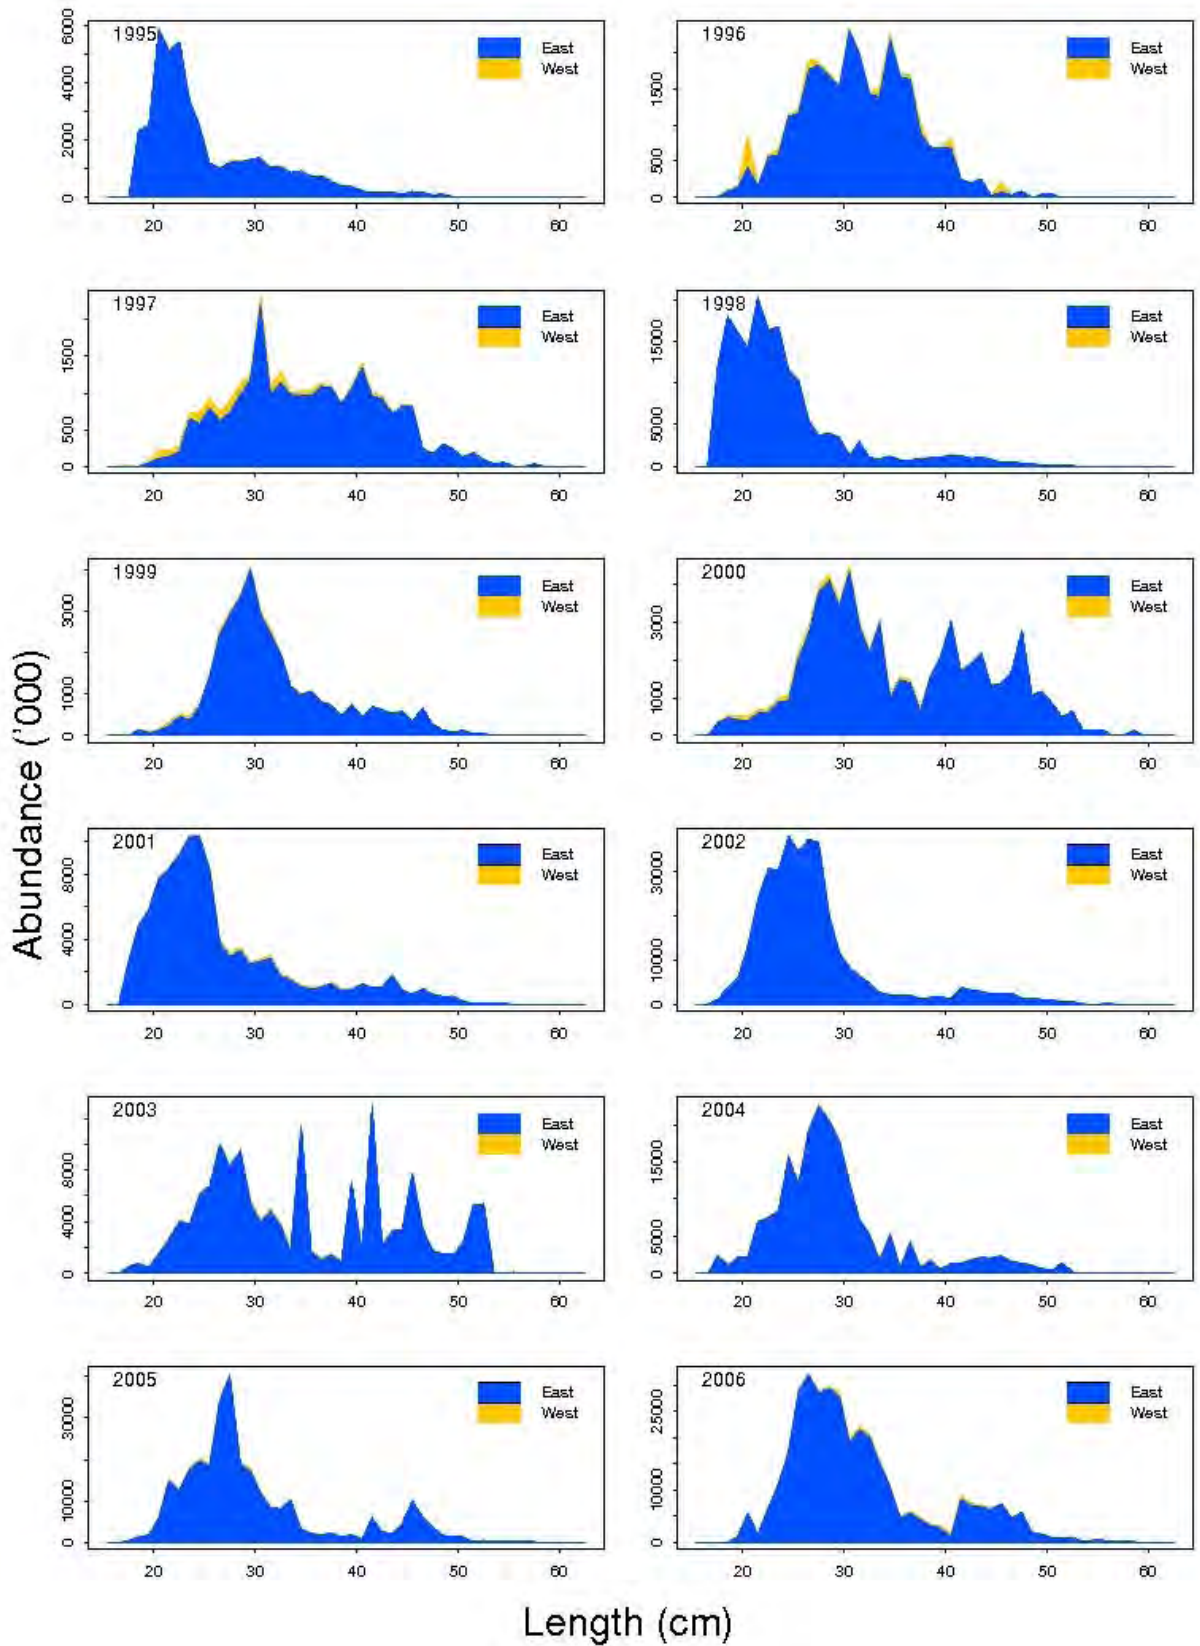 Abundance ('000)
1995
East
West
0 2000 4000 6000
20 30 40 50 60
1996
East
West
0 500 1500
20 30 40 50 60
1997
East
West
0 500 1500
20 30 40 50 60
1998
East
West
0 5000 15000
20 30 40 50 60
1999
East
West
0 1000 3000
20 30 40 50 60
2000
East
West
0 1000 3000
20 30 40 50 60
2001
East
West
0 4000 8000
20 30 40 50 60
2002
East
West
0 10000 30000
20 30 40 50 60
2003
East
West
0 4000 8000
20 30 40 50 60
2004
East
West
0 5000 15000
20 30 40 50 60
2005
East
West
0 10000 30000
20 30 40 50 60
2006
East
West
0 10000 25000
20 30 40 50 60
Length (cm)